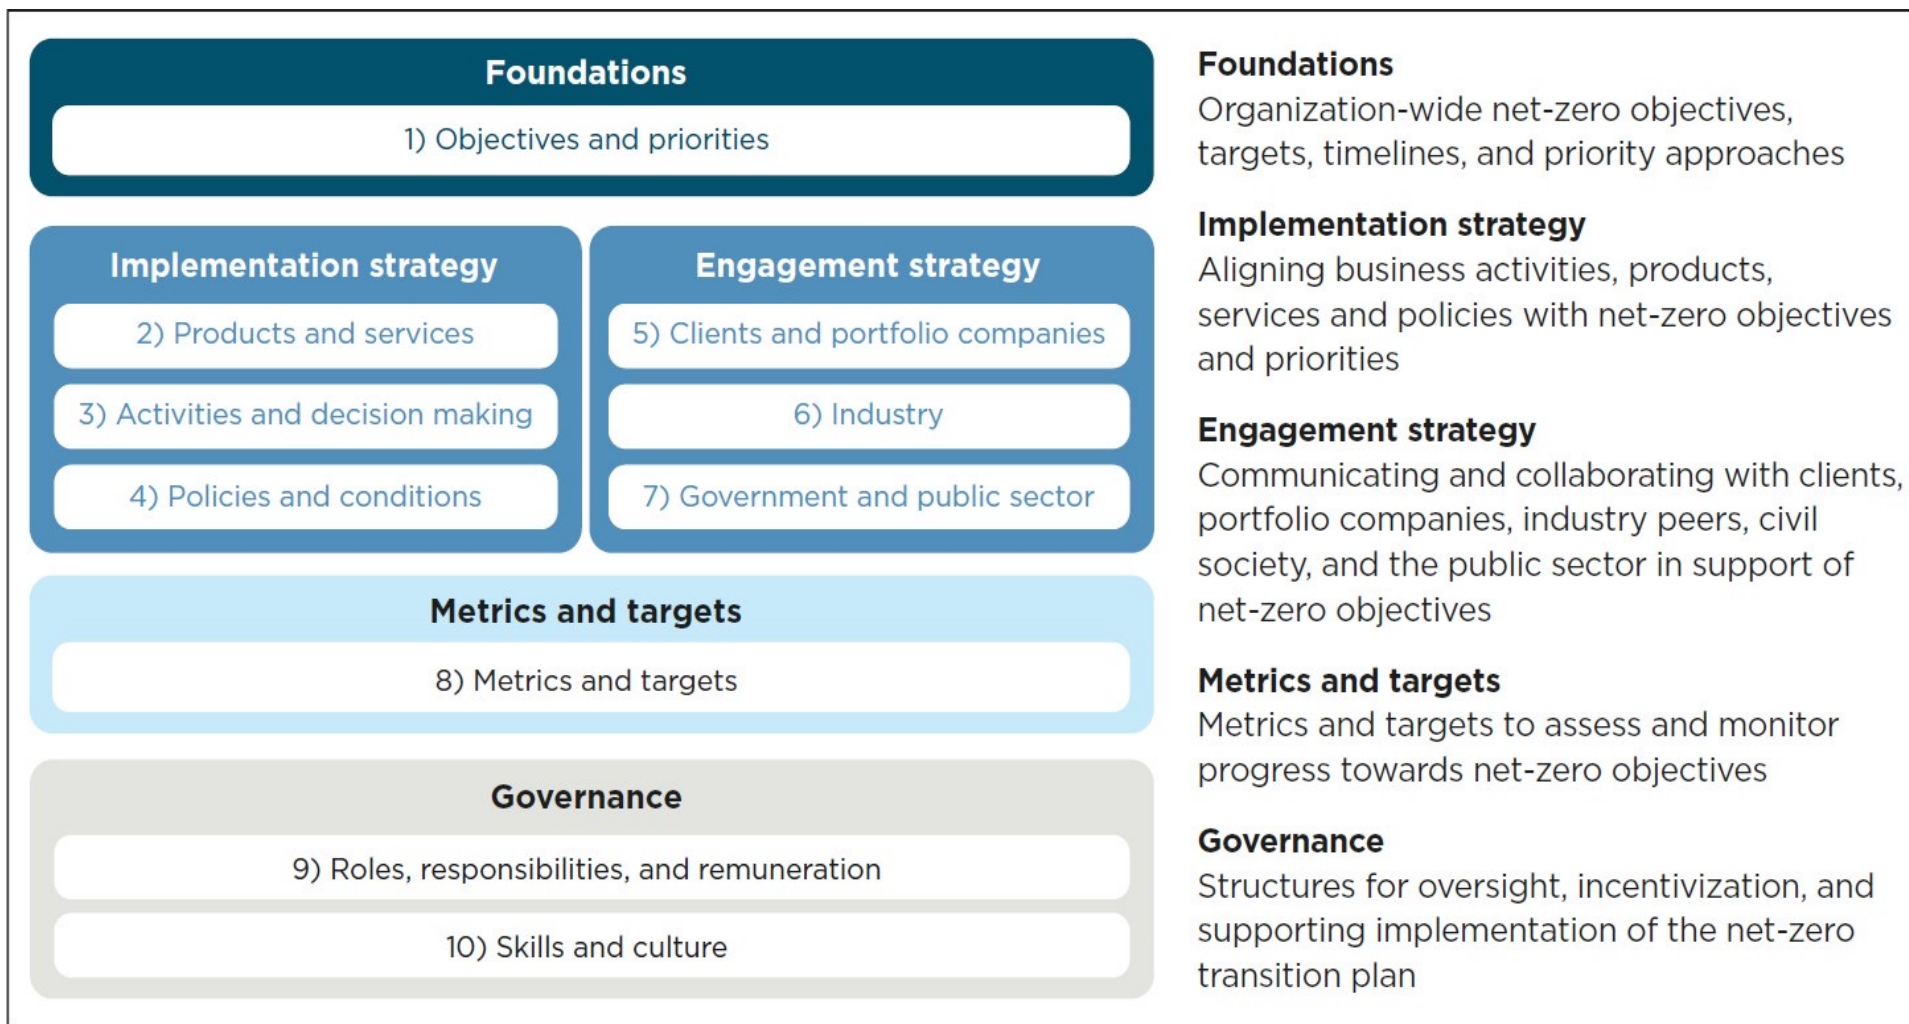 Foundations
1) Objectives and priorities
Implementation strategy
2) Products and services
3) Activities and decision making
4) Policies and conditions
Engagement strategy
5) Clients and portfolio companies
6) Industry
7) Government and public sector
Metrics and targets
8) Metrics and targets
Governance
9) Roles, responsibilities, and remuneration
10) Skills and culture
Foundations
Organization-wide net-zero objectives,
targets, timelines, and priority approaches
Implementation strategy
Aligning business activities, products,
services and policies with net-zero objectives
and priorities
Engagement strategy
Communicating and collaborating with clients,
portfolio companies, industry peers, civil
society, and the public sector in support of
net-zero objectives
Metrics and targets
Metrics and targets to assess and monitor
progress towards net-zero objectives
Governance
Structures for oversight, incentivization, and
supporting implementation of the net-zero
transition plan